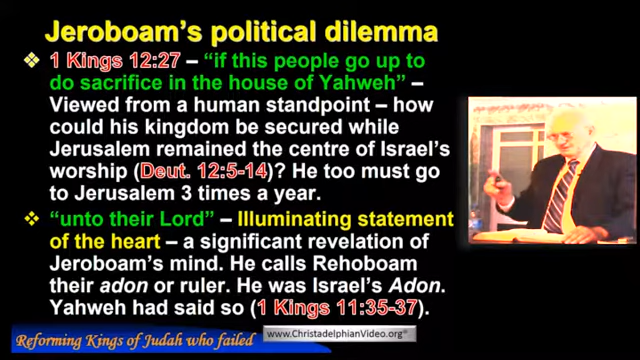 Jeroboam's political dilemma
1 Kings 12:27 – "if this people go up to
do sacrifice in the house of Yahweh" –
Viewed from a human standpoint – how
could his kingdom be secured while
Jerusalem remained the centre of Israel's
worship (Deut. 12:5-14)? He too must go
to Jerusalem 3 times a year.
"unto their Lord" – Illuminating statement
of the heart – a significant revelation of
Jeroboam's mind. He calls Rehoboam
their adon or ruler. He was Israel's Adon.
Yahweh had said so (1 Kings 11:35-37).
Reforming Kings of Judah who failed
www.ChristadelphianVideo.org